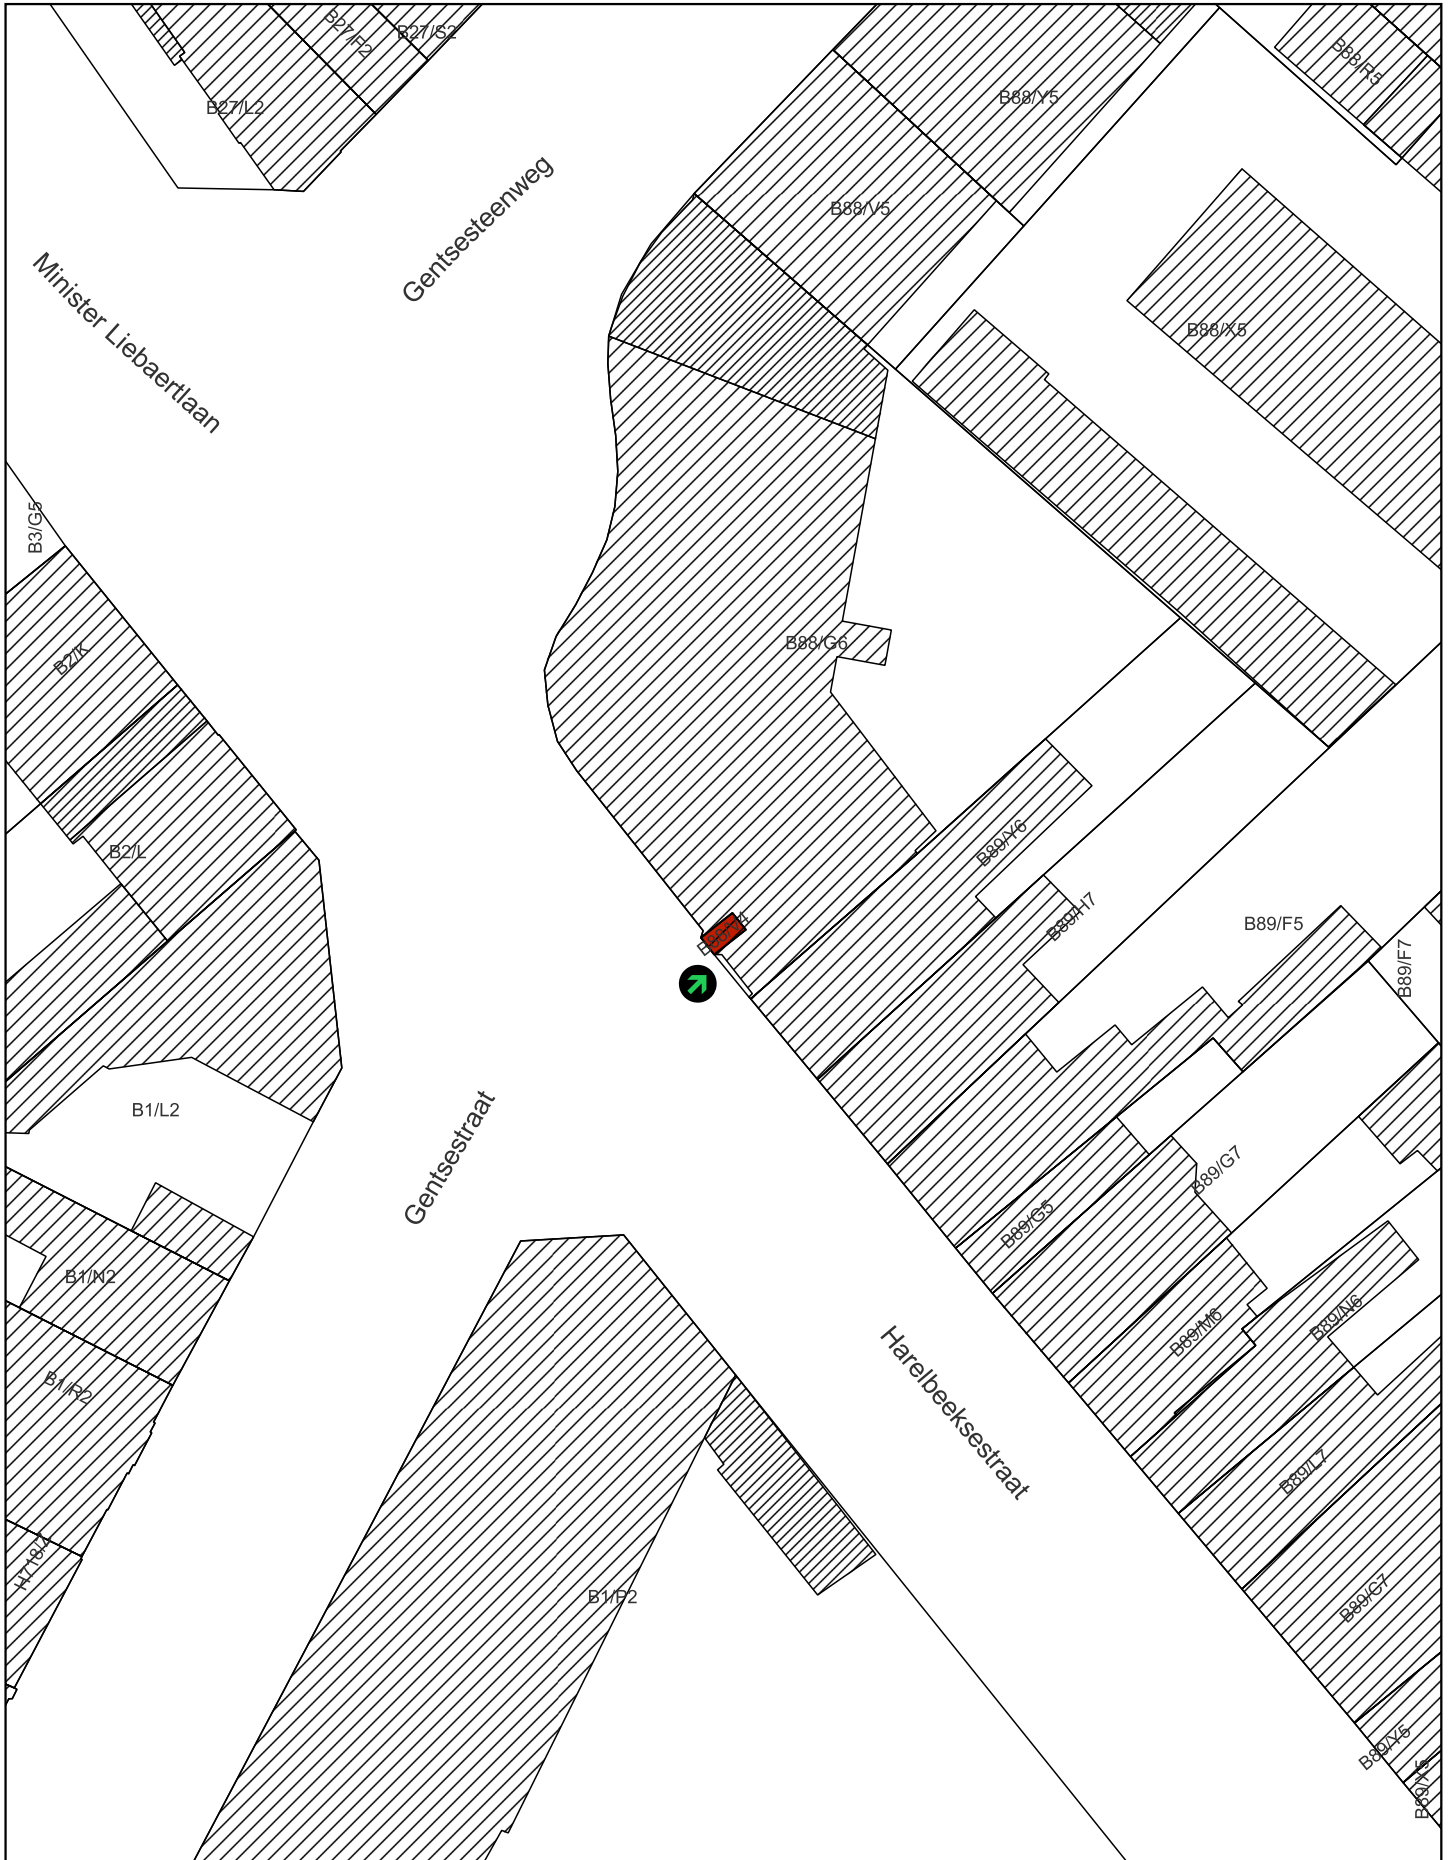 B27/F2
B27/S2
B27/L2
B88/R5
B88/Y5
B88/V5
Gentsesteenweg
Minister Liebaertlaan
B88/X5
B3/G5
B88/G6
B2/K
B89/Y6
B2/L
B89/H7
B89/F5
B89/F7
B1/L2
Gentsestraat
B89/G7
B89/G5
B1/N2
B89/N6
B89/M6
Harelbeeksestraat
B1/R2
B89/L7
B1/P2
B89/C7
B89/Y5